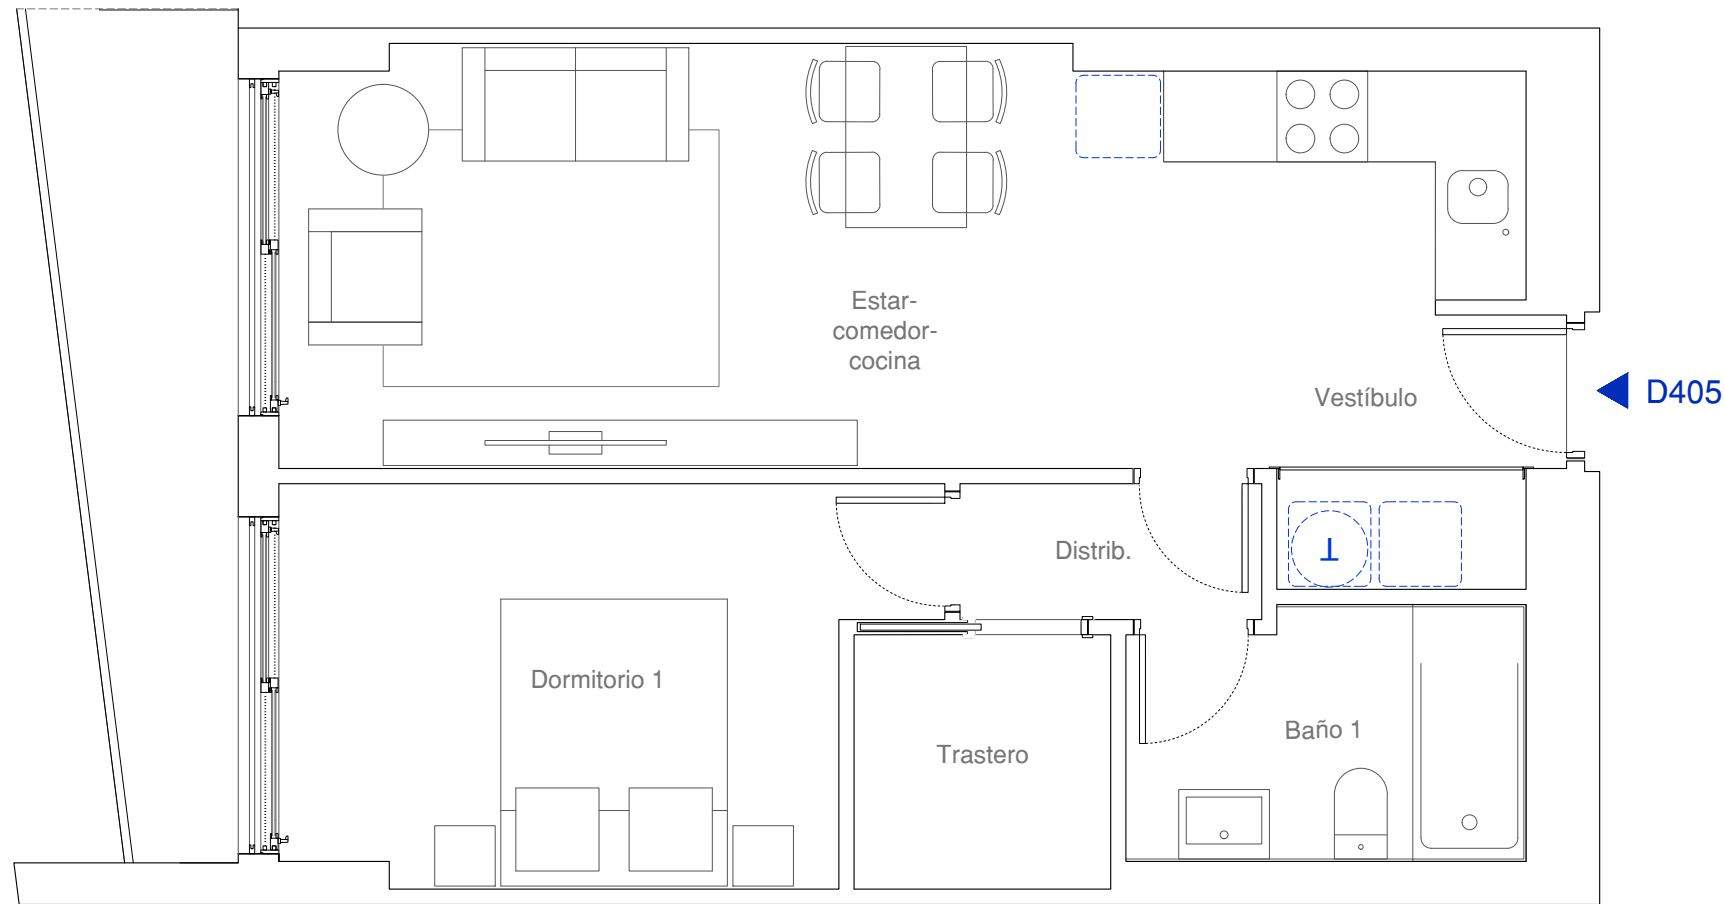 Estar-
comedor-
cocina
Vestíbulo
D405
Distrib.
Dormitorio 1
Baño 1
Trastero